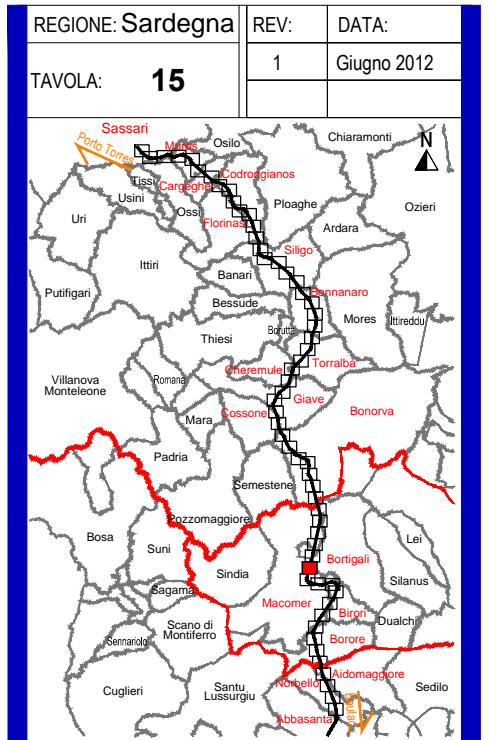 REGIONE: Sardegna
REV:
DATA:
TAVOLA: 15
1
Giugno 2012
Sassari
N
Chiaramonti
Porto Torres
Muros
Osilo
Tissi
Cargeghe
Codrongianos
Usini
Ossi
Ploaghe
Ozieri
Uri
Florinas
Ardara
Siligo
Ittiri
Banari
Putifigari
Bessude
Bonnanaro
Mores
Ittireddu
Thiesi
Borutta
Torralba
Cheremule
Villanova
Monteleone
Romana
Giave
Cossone
Bonorva
Mara
Padria
Semestene
Pozzomaggiore
Bosa
Suni
Lei
Bortigali
Sindia
Silanus
Sagama
Macomer
Birori
Dualchi
Scano di
Montiferro
Sennariolo
Borore
Aidomaggiore
Norbello
Sedilo
Cuglieri
Santu
Lussurgiu
Abbasanta